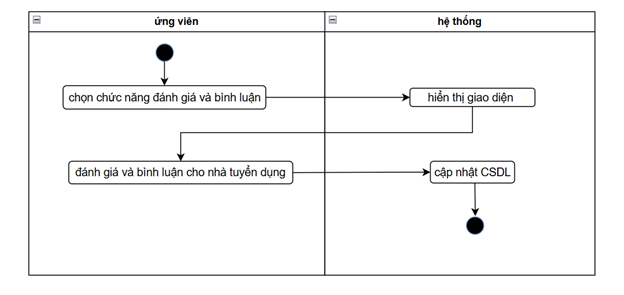 ứng viên
hệ thống
chọn chức năng đánh giá và bình luận
hiển thị giao diện
đánh giá và bình luận cho nhà tuyển dụng
cập nhật CSDL